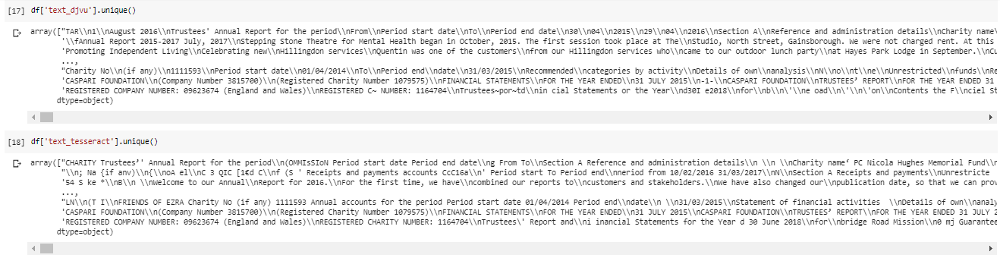 [17] df['text_djvu'].unique()
array(["TAR\\n1\\nAugust 2016\\nTrustees' Annual Report for the period\\nFrom\\nPeriod start date\\nTo\\nPeriod end date\\n30\\n04\\n2015\\n29\\n04\\n2016\\nSection A\\nReference and administration details\\nCharity name\
'\\fAnnual Report 2015-2017 July, 2017\\nStepping Stone Theatre for Mental Health began in October, 2015. The first session took place at The\\nStudio, North Street, Gainsborough. We were not charged rent. At this
'Promoting Independent Living\\nCelebrating new\\nHillingdon services\\nQuentin was one of the customers\\nfrom our Hillingdon services who\\ncame to our outdoor lunch party\\nat Hayes Park Lodge in September.\\nCu
...,
"Charity No\\n(if any)\\n1111593\\nPeriod start date\\n01/04/2014\\nTo\\nPeriod end\\ndate\\n31/03/2015\\nRecommended\\ncategories by activity\\nDetails of own\\nanalysis\\nN\\no\\nt\\ne\\nUnrestricted\\nfunds\\nRe
'CASPARI FOUNDATION\\n(Company Number 3815700)\\n(Registered Charity Number 1079575)\\nFINANCIAL STATEMENTS\\nFOR THE YEAR ENDED\\n31 JULY 2015\\n-1-\\nCASPARI FOUNDATION\\nTRUSTEES’ REPORT\\nFOR THE YEAR ENDED 31
'REGISTERED COMPANY NUMBER: 09623674 (England and Wales)\\nREGISTERED C~ NUMBER: 1164704\\nTrustees~por~td\\nin cial Statements or the Year\\nd30I e2018\\nfor\\nb\\n\'\\ne oad\\n\'\\n\'on\\nContents the F\\nciel St
dtype=object)
[18] df['text_tesseract'].unique()
array(["CHARITY Trustees’' Annual Report for the period\\n(OMMIsSIoN Period start date Period end date\\ng From To\\nSection A Reference and administration details\\n \\n \\nCharity name‘ PC Nicola Hughes Memorial Fund\\n
"\\n; Na {if anv)\\n{\\noA el\\nC 3 QIC [1€d C\\nf (S ' Receipts and payments accounts CcC16a\\n' Period start To Period end\\nneriod from 10/02/2016 31/03/2017\\nN\\nSection A Receipts and payments\\nUnrestricte
'54 S ke *\\nB\\n \\nWelcome to our Annual\\nReport for 2016.\\nFor the first time, we have\\ncombined our reports to\\ncustomers and stakeholders.\\nWe have also changed our\\npublication date, so that we can prov
...,
"LN\\n(T I\\nFRIENDS OF EZRA Charity No (if any) 1111593 Annual accounts for the period Period start date 01/04/2014 Period end\\ndate\\n \\n31/03/2015\\nStatement of financial activities  \\nDetails of own\\nanaly
'CASPARI FOUNDATION\\n(Company Number 3815700)\\n(Registered Charity Number 1079575)\\nFINANCIAL STATEMENTS\\nFOR THE YEAR ENDED\\n31 JULY 2015\\nCASPARI FOUNDATION\\nTRUSTEES’ REPORT\\nFOR THE YEAR ENDED 31 JULY 2
'REGISTERED COMPANY NUMBER: 09623674 (England and Wales)\\nREGISTERED CHARITY NUMBER: 1164704\\nTrustees\' Report and\\ni inancial Statements for the Year d 30 June 2018\\nfor\\nbridge Road Mission\\n0 mj Guarantee
dtype=object)